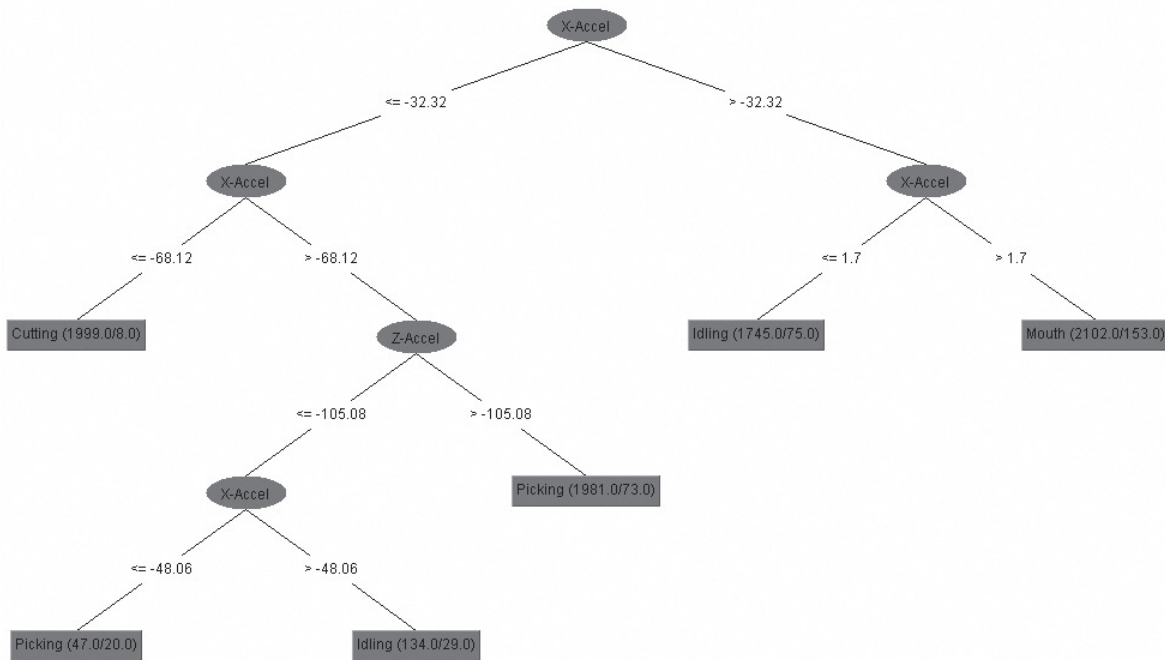 X-Accel
<= -32.32
> -32.32
X-Accel
X-Accel
<= -68.12
> -68.12
<= 1.7
> 1.7
Cutting (1999.0/8.0)
Z-Accel
Idling (1745.0/75.0)
Mouth (2102.0/153.0)
<= -105.08
> -105.08
X-Accel
Picking (1981.0/73.0)
<= -48.06
> -48.06
Picking (47.0/20.0)
Idling (134.0/29.0)